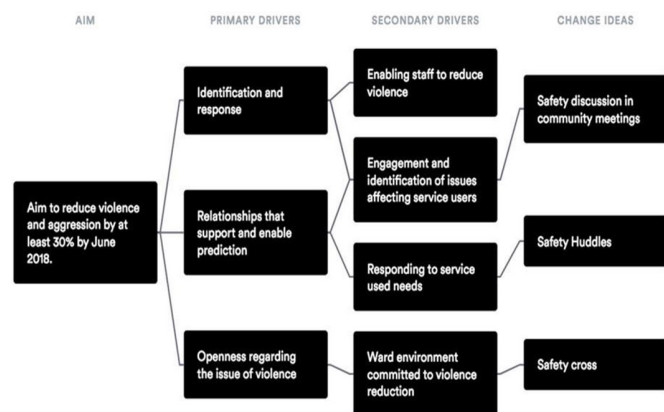 AIM
PRIMARY DRIVERS
SECONDARY DRIVERS
CHANGE IDEAS
Aim to reduce violence
and aggression by at
least 30% by June
2018.
Identification and
response
Relationships that
support and enable
prediction
Openness regarding
the issue of violence
Enabling staff to reduce
violence
Engagement and
identification of issues
affecting service users
Responding to service
used needs
Ward environment
committed to violence
reduction
Safety discussion in
community meetings
Safety Huddles
Safety cross